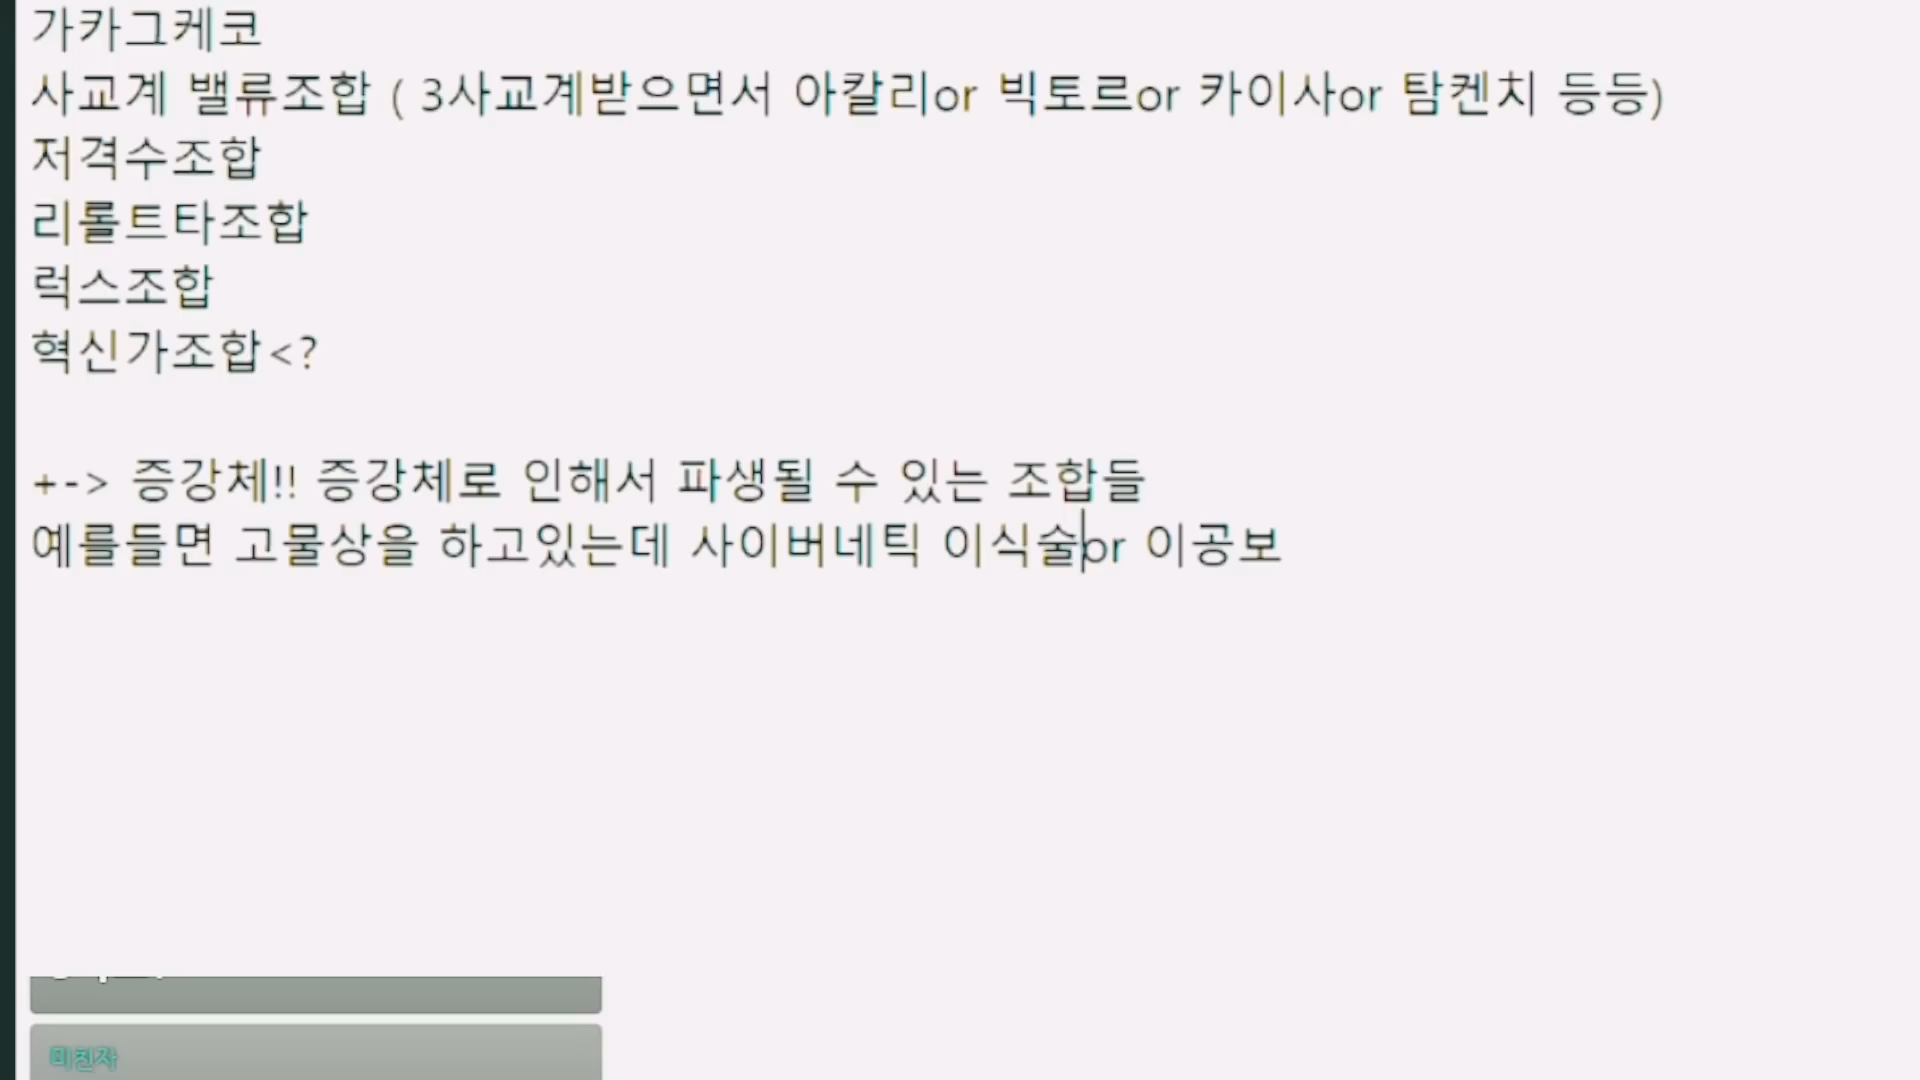 가카그케코
사교계 밸류조합 ( 3사교계받으면서 아칼리or 빅토르or 카이사or 탐켄치 등등)
저격수조합
리롤트타조합
럭스조합
혁신가조합<?
+-> 증강체!! 증강체로 인해서 파생될 수 있는 조합들
예를들면 고물상을 하고있는데 사이버네틱 이식술or 이공보
미친자